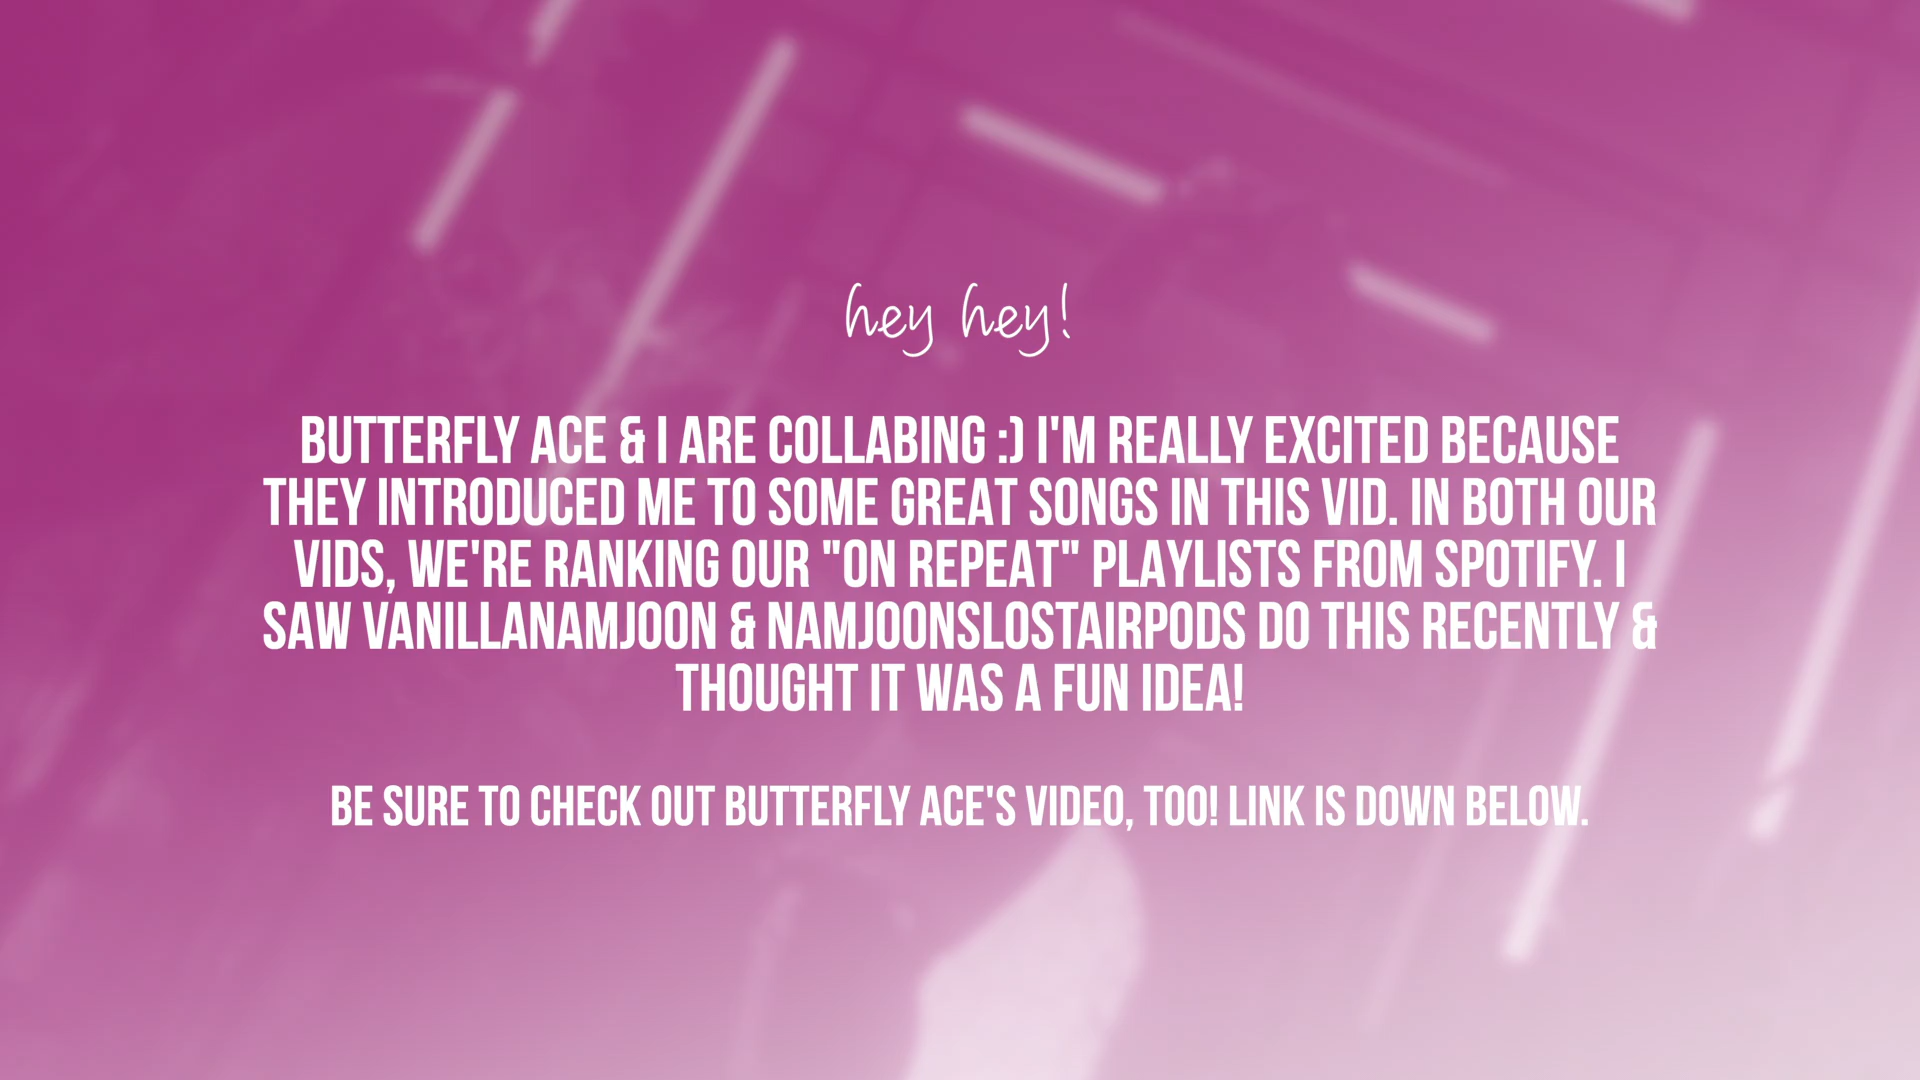 hey hey!
BUTTERFLY ACE & I ARE COLLABING :) I'M REALLY EXCITED BECAUSE
THEY INTRODUCED ME TO SOME GREAT SONGS IN THIS VID. IN BOTH OUR
VIDS, WE'RE RANKING OUR "ON REPEAT" PLAYLISTS FROM SPOTIFY. I
SAW VANILLANAMJOON & NAMJOONSLOSTAIRPODS DO THIS RECENTLY &
THOUGHT IT WAS A FUN IDEA!
BE SURE TO CHECK OUT BUTTERFLY ACE'S VIDEO, TOO! LINK IS DOWN BELOW.